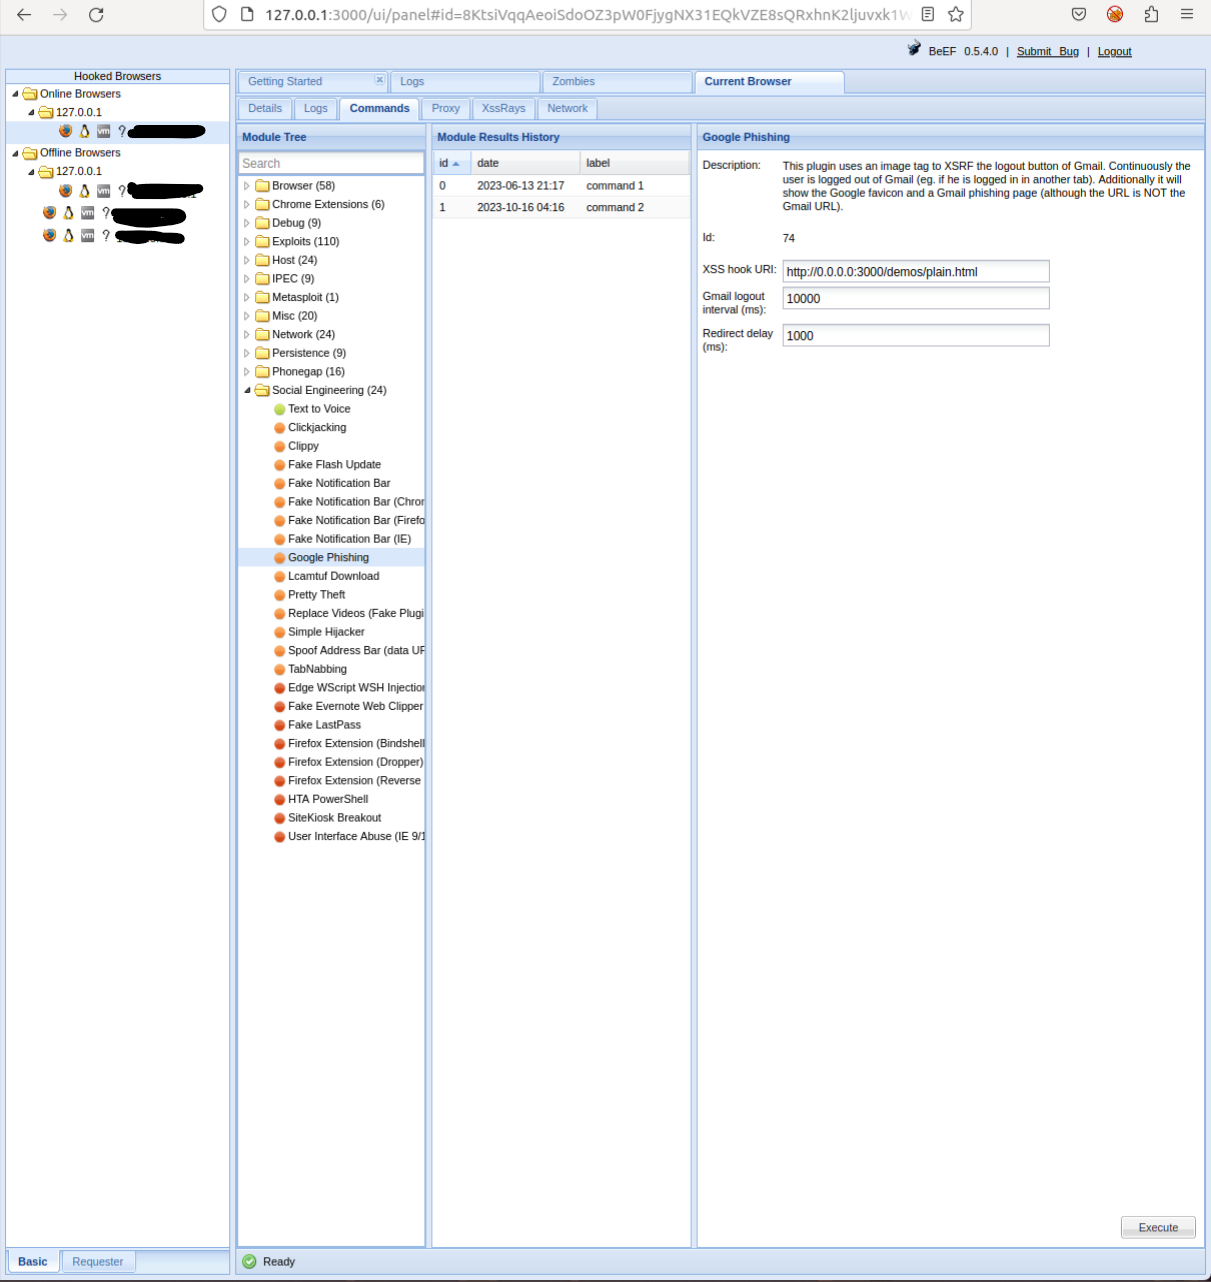 127.0.0.1:3000/ui/panel#id=8KtsiVqqAeoiSdoOZ3pW0FjygNX31EQkVZE8sQRxhnK2ljuvxk1W
BeEF 0.5.4.0 | Submit Bug | Logout
Hooked Browsers
Online Browsers
127.0.0.1
?
Offline Browsers
127.0.0.1
?
?
?
Basic
Requester
Getting Started
Logs
Zombies
Current Browser
Details
Logs
Commands
Proxy
XssRays
Network
Module Tree
Search
Browser (58)
Chrome Extensions (6)
Debug (9)
Exploits (110)
Host (24)
IPEC (9)
Metasploit (1)
Misc (20)
Network (24)
Persistence (9)
Phonegap (16)
Social Engineering (24)
Text to Voice
Clickjacking
Clippy
Fake Flash Update
Fake Notification Bar
Fake Notification Bar (Chror
Fake Notification Bar (Firefo
Fake Notification Bar (IE)
Google Phishing
Lcamtuf Download
Pretty Theft
Replace Videos (Fake Plugi
Simple Hijacker
Spoof Address Bar (data UF
TabNabbing
Edge WScript WSH Injection
Fake Evernote Web Clipper
Fake LastPass
Firefox Extension (Bindshell
Firefox Extension (Dropper)
Firefox Extension (Reverse
HTA PowerShell
SiteKiosk Breakout
User Interface Abuse (IE 9/1
Module Results History
id date label
0 2023-06-13 21:17 command 1
1 2023-10-16 04:16 command 2
Google Phishing
Description: This plugin uses an image tag to XSRF the logout button of Gmail. Continuously the
user is logged out of Gmail (eg. if he is logged in in another tab). Additionally it will
show the Google favicon and a Gmail phishing page (although the URL is NOT the
Gmail URL).
Id: 74
XSS hook URI: http://0.0.0.0:3000/demos/plain.html
Gmail logout
interval (ms): 10000
Redirect delay
(ms): 1000
Execute
Ready